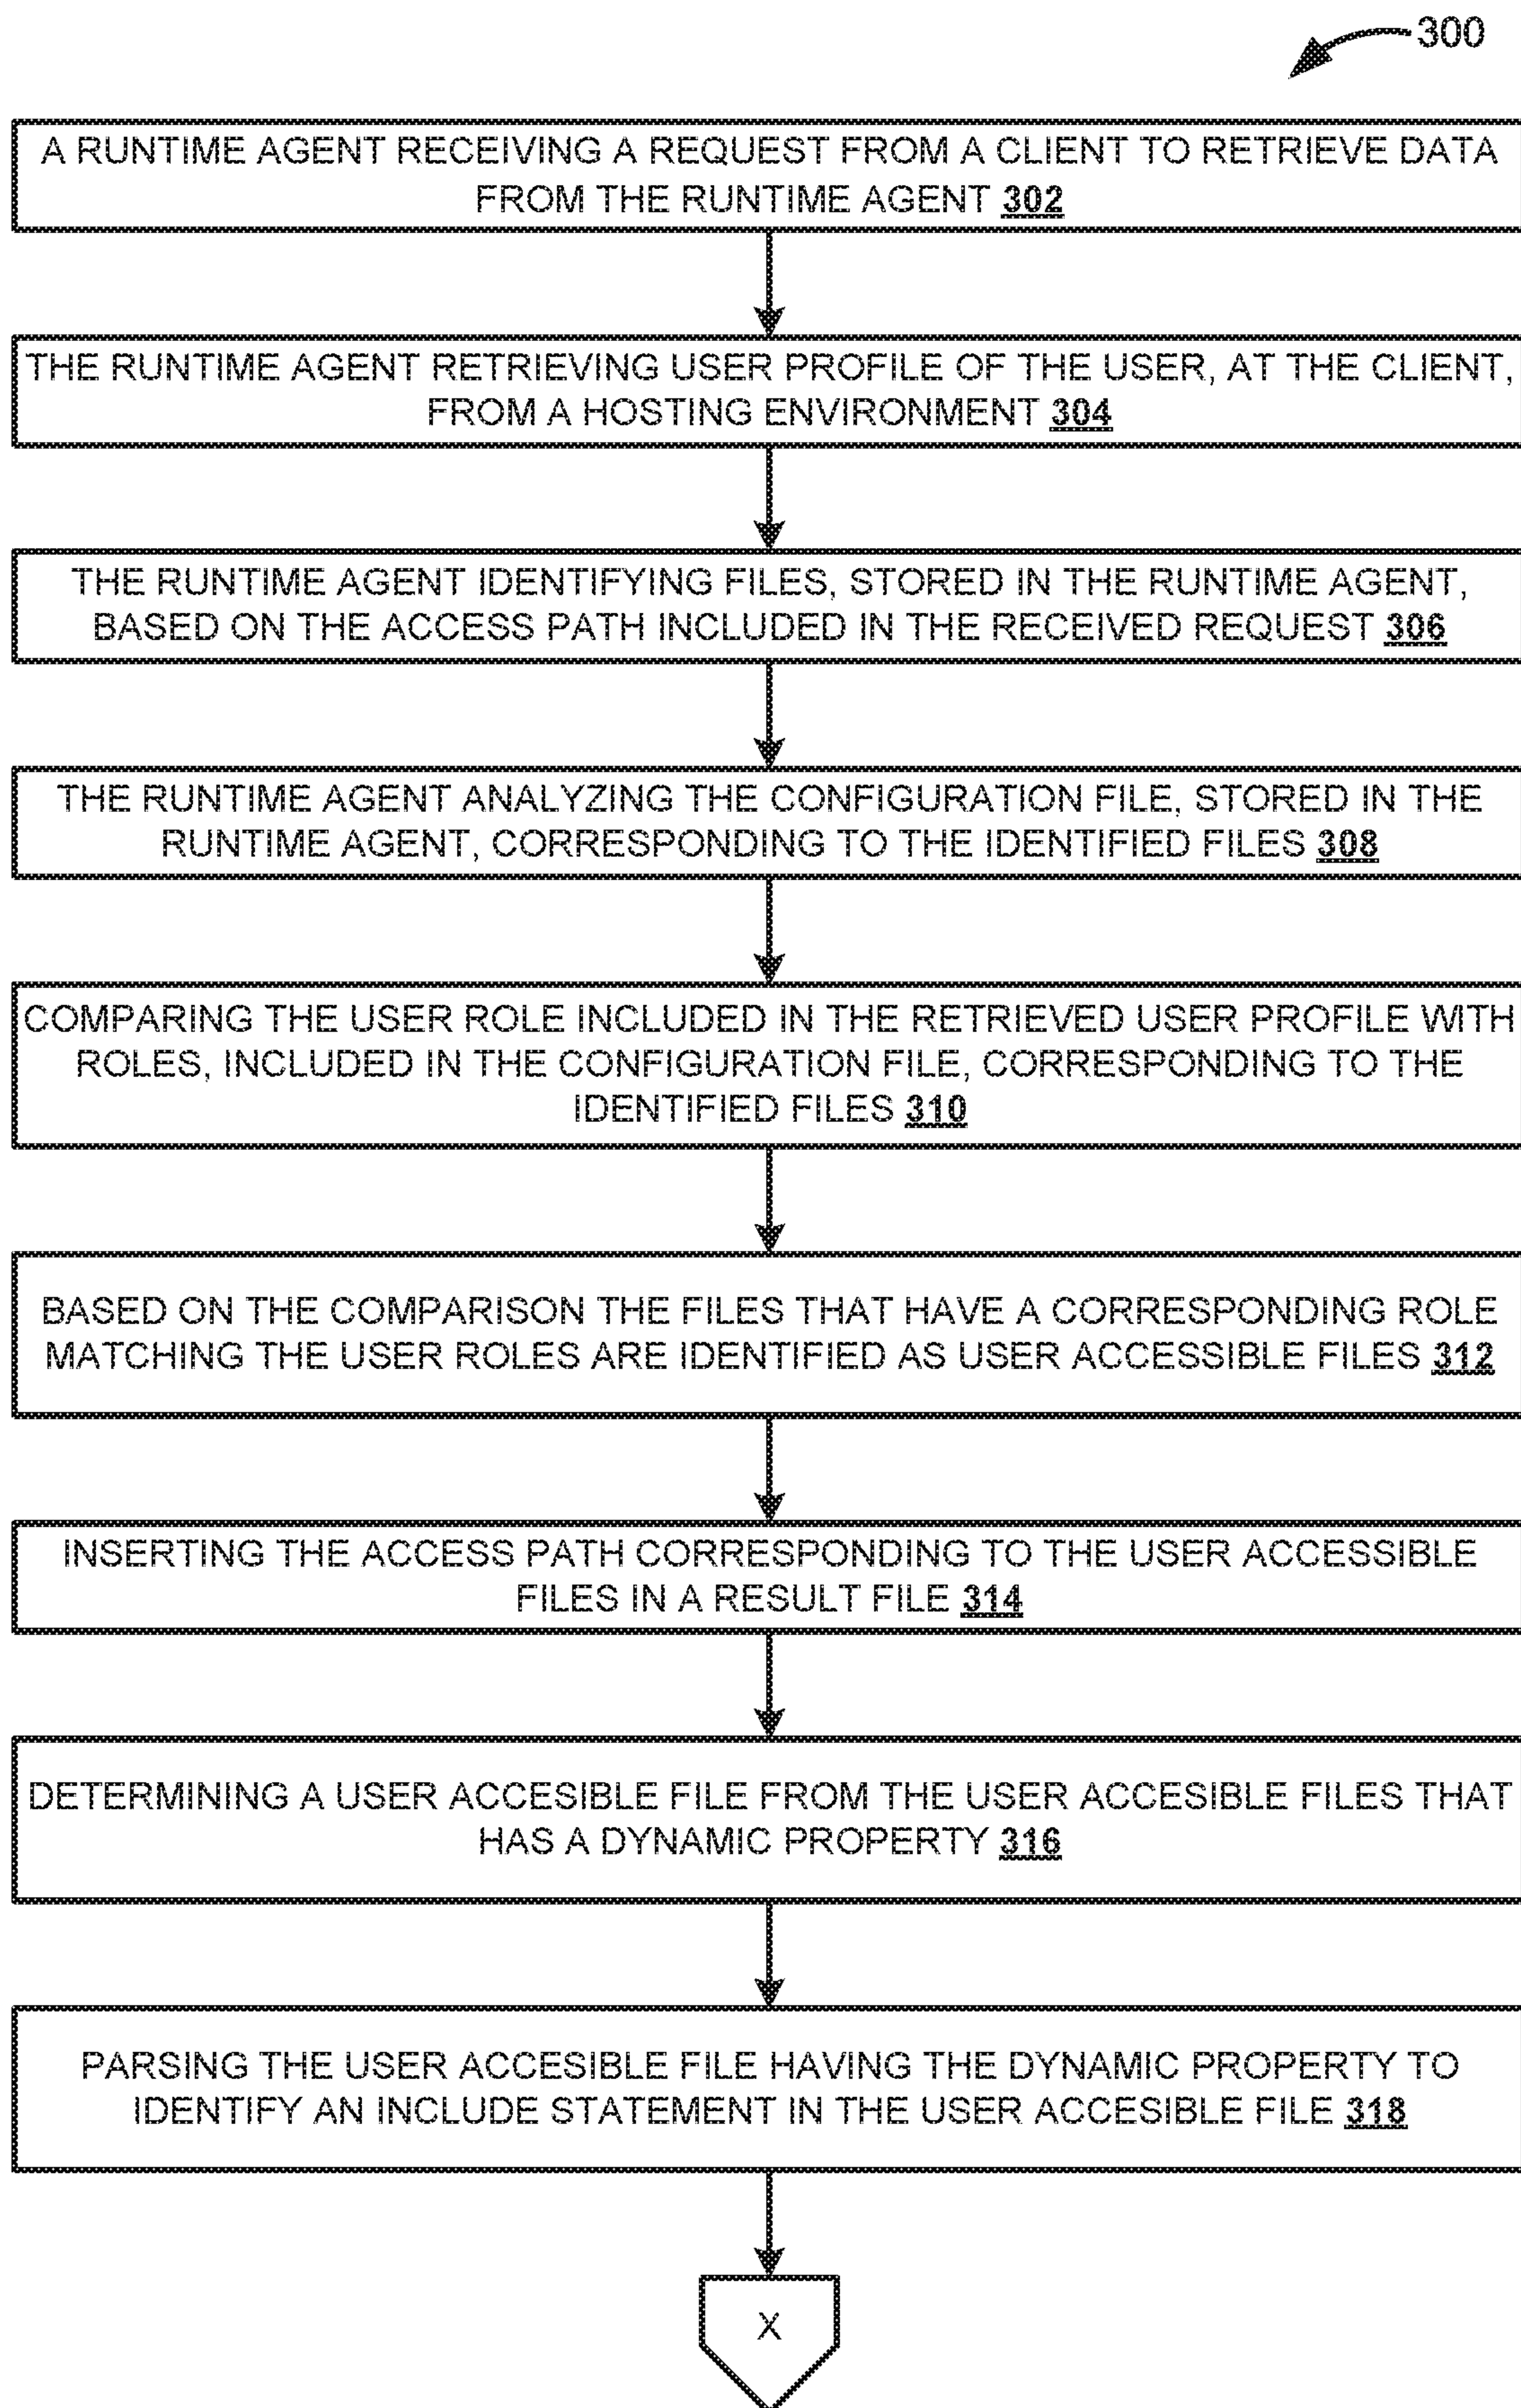 300
A RUNTIME AGENT RECEIVING A REQUEST FROM A CLIENT TO RETRIEVE DATA
FROM THE RUNTIME AGENT 302
THE RUNTIME AGENT RETRIEVING USER PROFILE OF THE USER, AT THE CLIENT,
FROM A HOSTING ENVIRONMENT 304
THE RUNTIME AGENT IDENTIFYING FILES, STORED IN THE RUNTIME AGENT,
BASED ON THE ACCESS PATH INCLUDED IN THE RECEIVED REQUEST 306
THE RUNTIME AGENT ANALYZING THE CONFIGURATION FILE, STORED IN THE
RUNTIME AGENT, CORRESPONDING TO THE IDENTIFIED FILES 308
COMPARING THE USER ROLE INCLUDED IN THE RETRIEVED USER PROFILE WITH
ROLES, INCLUDED IN THE CONFIGURATION FILE, CORRESPONDING TO THE
IDENTIFIED FILES 310
BASED ON THE COMPARISON THE FILES THAT HAVE A CORRESPONDING ROLE
MATCHING THE USER ROLES ARE IDENTIFIED AS USER ACCESSIBLE FILES 312
INSERTING THE ACCESS PATH CORRESPONDING TO THE USER ACCESSIBLE
FILES IN A RESULT FILE 314
DETERMINING A USER ACCESIBLE FILE FROM THE USER ACCESIBLE FILES THAT
HAS A DYNAMIC PROPERTY 316
PARSING THE USER ACCESIBLE FILE HAVING THE DYNAMIC PROPERTY TO
IDENTIFY AN INCLUDE STATEMENT IN THE USER ACCESIBLE FILE 318
X